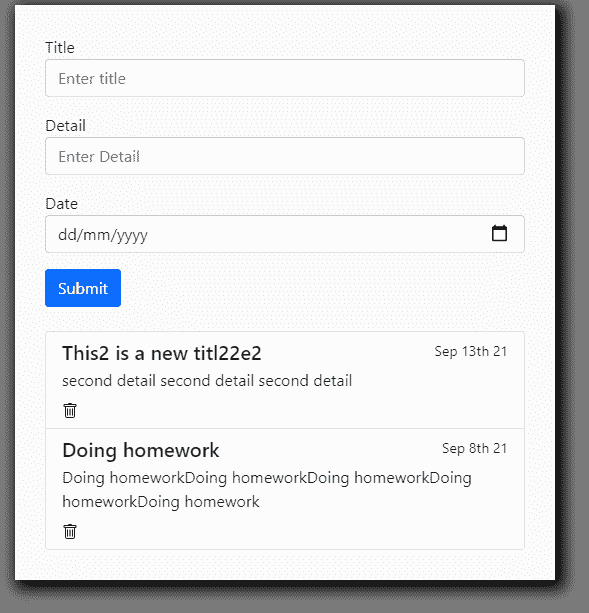 Title
Enter title
Detail
Enter Detail
Date
dd/mm/yyyy
Submit
This2 is a new titl22e2
Sep 13th 21
second detail second detail second detail
Doing homework
Sep 8th 21
Doing homeworkDoing homeworkDoing homeworkDoing
homeworkDoing homework